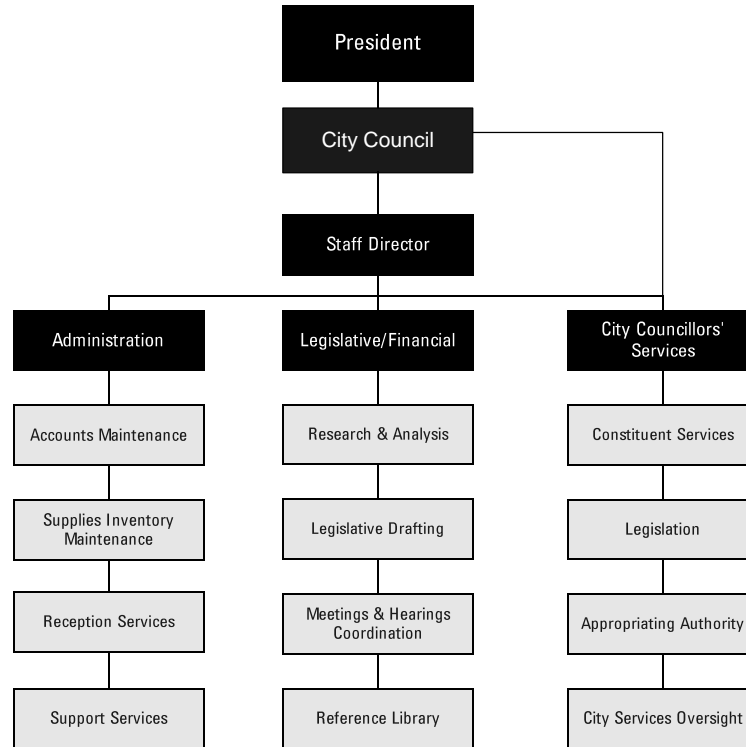 President
City Council
Staff Director
Administration
Legislative/Financial
City Councillors'
Services
Accounts Maintenance
Research & Analysis
Constituent Services
Supplies Inventory
Maintenance
Legislative Drafting
Legislation
Reception Services
Meetings & Hearings
Coordination
Appropriating Authority
Support Services
Reference Library
City Services Oversight